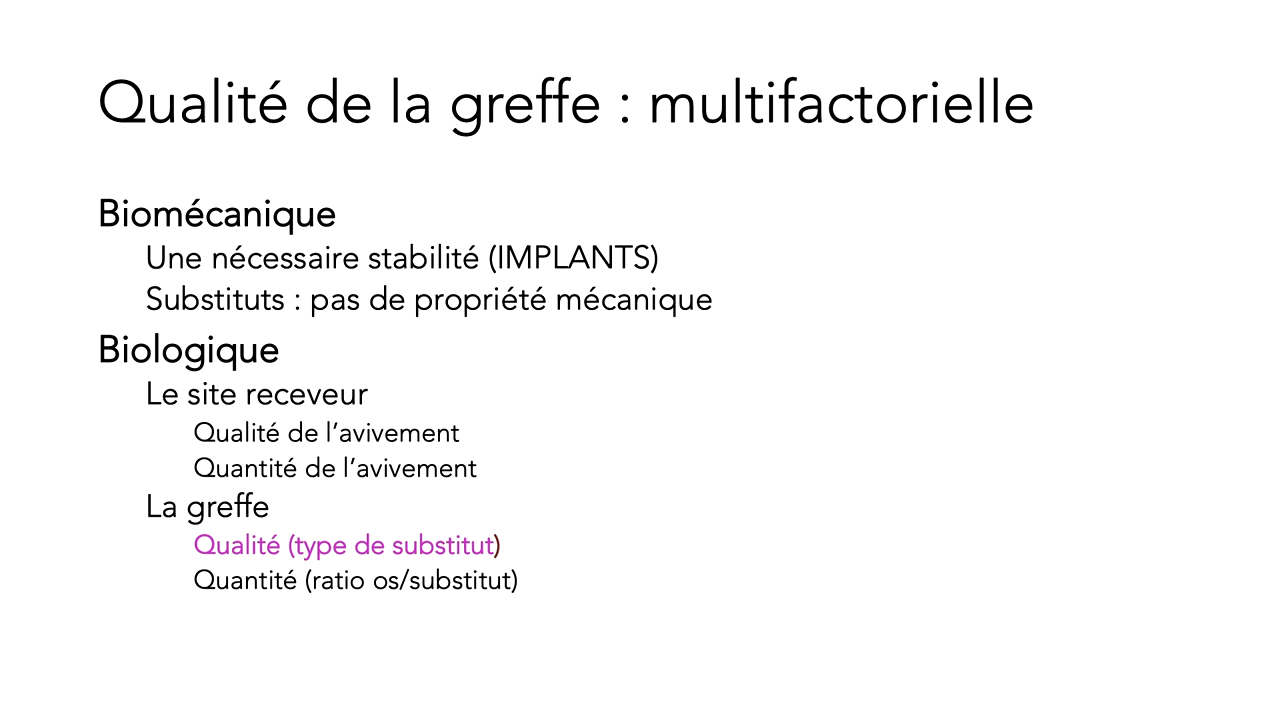 Qualité de la greffe : multifactorielle
Biomécanique
Une nécessaire stabilité (IMPLANTS)
Substituts : pas de propriété mécanique
Biologique
Le site receveur
Qualité de l’avivement
Quantité de l’avivement
La greffe
Qualité (type de substitut)
Quantité (ratio os/substitut)